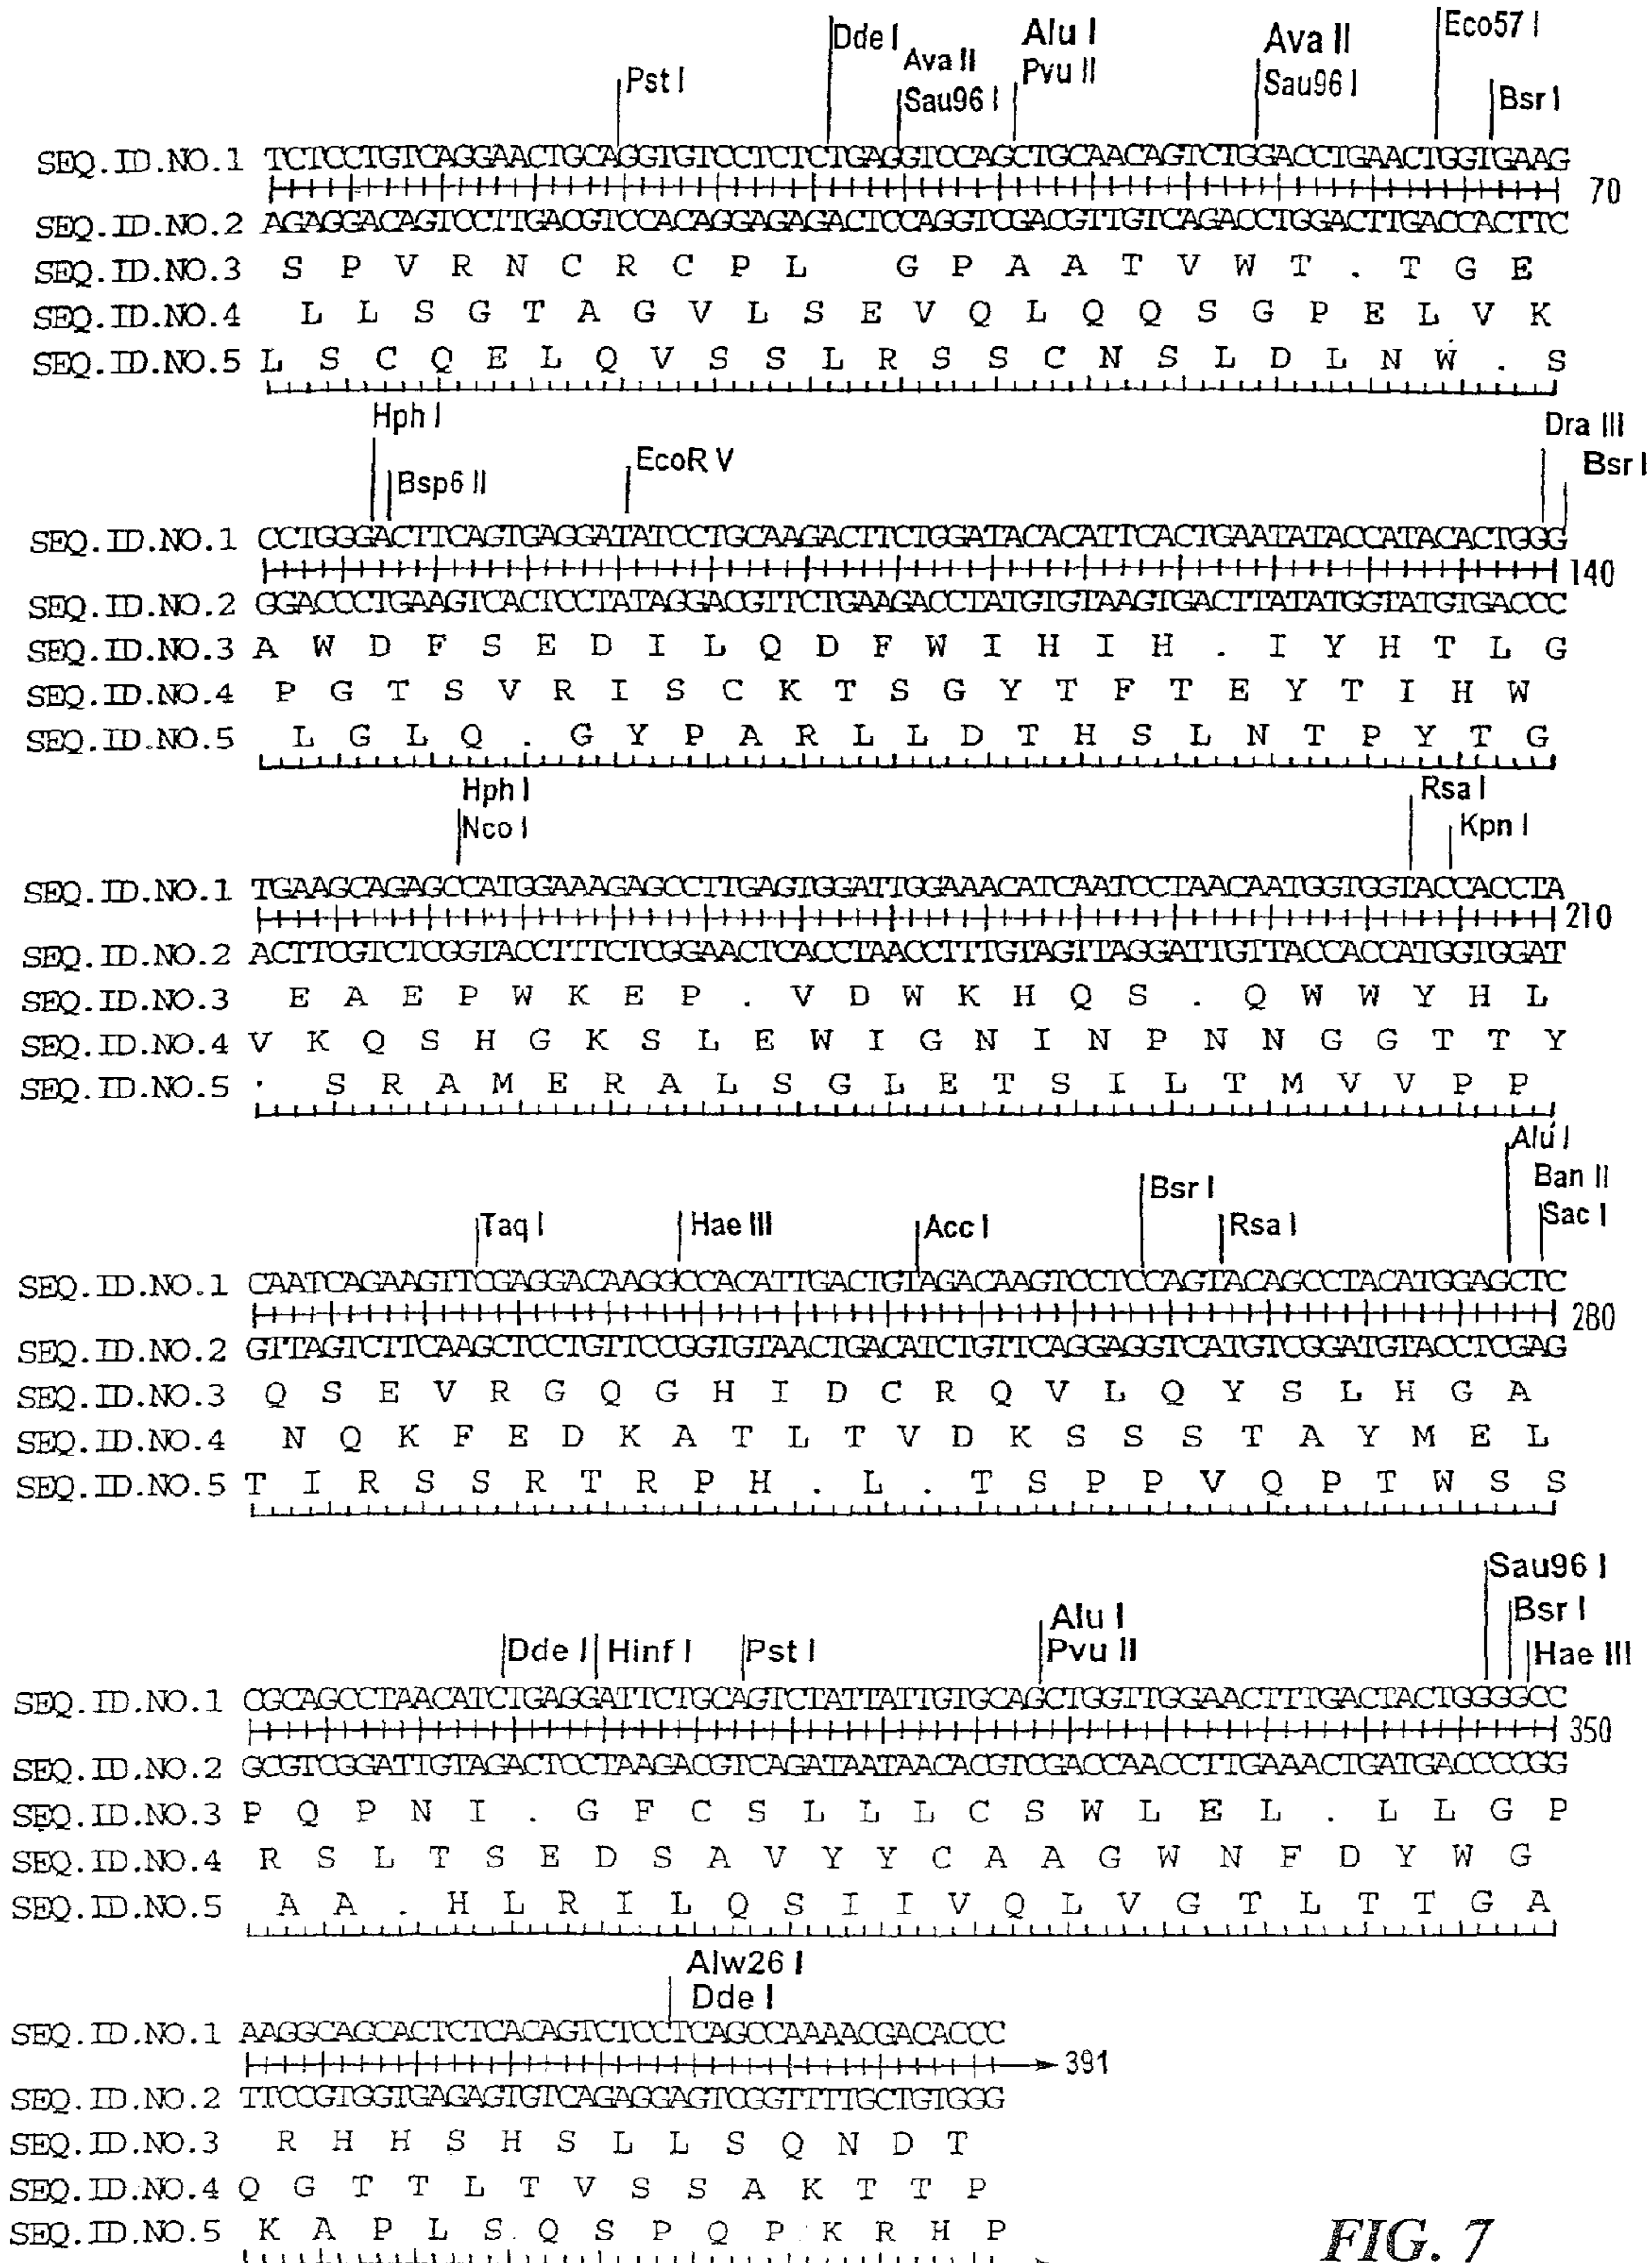 Dde I Alu I Ava II Eco57 I
Pst I Ava II Pvu II Sau96 I Bsr I
Sau96 I
SEQ.ID.NO.1 TCTCCTGTCAGGAACTGCAGGTGTCCTCTCTGAGGTCCAGCTGCAACAGTCTGGACCTGAACTGGTGAAG
70
SEQ.ID.NO.2 AGAGGACAGTCCTTGACGTCCACAGGAGAGACTCCAGGTCGACGTTGTCAGACCTGGACTTGACCACTTC
SEQ.ID.NO.3 S P V R N C R C P L G P A A T V W T . T G E
SEQ.ID.NO.4 L L S G T A G V L S E V Q L Q Q S G P E L V K
SEQ.ID.NO.5 L S C Q E L Q V S S L R S S C N S L D L N W . S
Hph I Dra III
Bsp6 II EcoR V Bsr I
SEQ.ID.NO.1 CCTGGGACTTCAGTGAGGATATCCTGCAAGACTTCTGGATACACATTCACTGAATATACCATACACTGGG
140
SEQ.ID.NO.2 GGACCCTGAAGTCACTCCTATAGGACGTTCTGAAGACCTATGTGTAAGTGACTTATATGGTATGTGACCC
SEQ.ID.NO.3 A W D F S E D I L Q D F W I H I H . I Y H T L G
SEQ.ID.NO.4 P G T S V R I S C K T S G Y T F T E Y T I H W
SEQ.ID.NO.5 L G L Q . G Y P A R L L D T H S L N T P Y T G
Hph I Rsa I
Nco I Kpn I
SEQ.ID.NO.1 TGAAGCAGAGCCATGGAAAGAGCCTTGAGTGGATTGGAAACATCAATCCTAACAATGGTGGTACCACCTA
210
SEQ.ID.NO.2 ACTTCGTCTCGGTACCTTTCTCGGAACTCACCTAACCTTTGTAGTTAGGATTGTTACCACCATGGTGGAT
SEQ.ID.NO.3 E A E P W K E P . V D W K H Q S . Q W W Y H L
SEQ.ID.NO.4 V K Q S H G K S L E W I G N I N P N N G G T T Y
SEQ.ID.NO.5 . S R A M E R A L S G L E T S I L T M V V P P
Alu I
Bsr I Ban II
Taq I Hae III Acc I Rsa I Sac I
SEQ.ID.NO.1 CAATCAGAAGTTCGAGGACAAGGCCACATTGACTGTAGACAAGTCCTCCAGTACAGCCTACATGGAGCTC
280
SEQ.ID.NO.2 GTTAGTCTTCAAGCTCCTGTTCCGGTGTAACTGACATCTGTTCAGGAGGTCATGTCGGATGTACCTCGAG
SEQ.ID.NO.3 Q S E V R G Q G H I D C R Q V L Q Y S L H G A
SEQ.ID.NO.4 N Q K F E D K A T L T V D K S S S T A Y M E L
SEQ.ID.NO.5 T I R S S R T R P H . L . T S P P V Q P T W S S
Sau96 I
Alu I Bsr I
Dde I Hinf I Pst I Pvu II Hae III
SEQ.ID.NO.1 CGCAGCCTAACATCTGAGGATTCTGCAGTCTATTATTGTGCAGCTGGTTGGAACTTTGACTACTGGGGCC
350
SEQ.ID.NO.2 GCGTCGGATTGTAGACTCCTAAGACGTCAGATAATAACACGTCGACCAACCTTGAAACTGATGACCCCGG
SEQ.ID.NO.3 P Q P N I . G F C S L L L C S W L E L . L L G P
SEQ.ID.NO.4 R S L T S E D S A V Y Y C A A G W N F D Y W G
SEQ.ID.NO.5 A A . H L R I L Q S I I V Q L V G T L T T G A
Alw26 I
Dde I
SEQ.ID.NO.1 AAGGCACCACTCTCACAGTCTCCTCAGCCAAAACGACACCC
391
SEQ.ID.NO.2 TTCCGTGGTGAGAGTGTCAGAGGAGTCGGTTTTGCTGTGGG
SEQ.ID.NO.3 R H H S H S L L S Q N D T
SEQ.ID.NO.4 Q G T T L T V S S A K T T P
SEQ.ID.NO.5 K A P L S Q S P Q P K R H P
FIG. 7